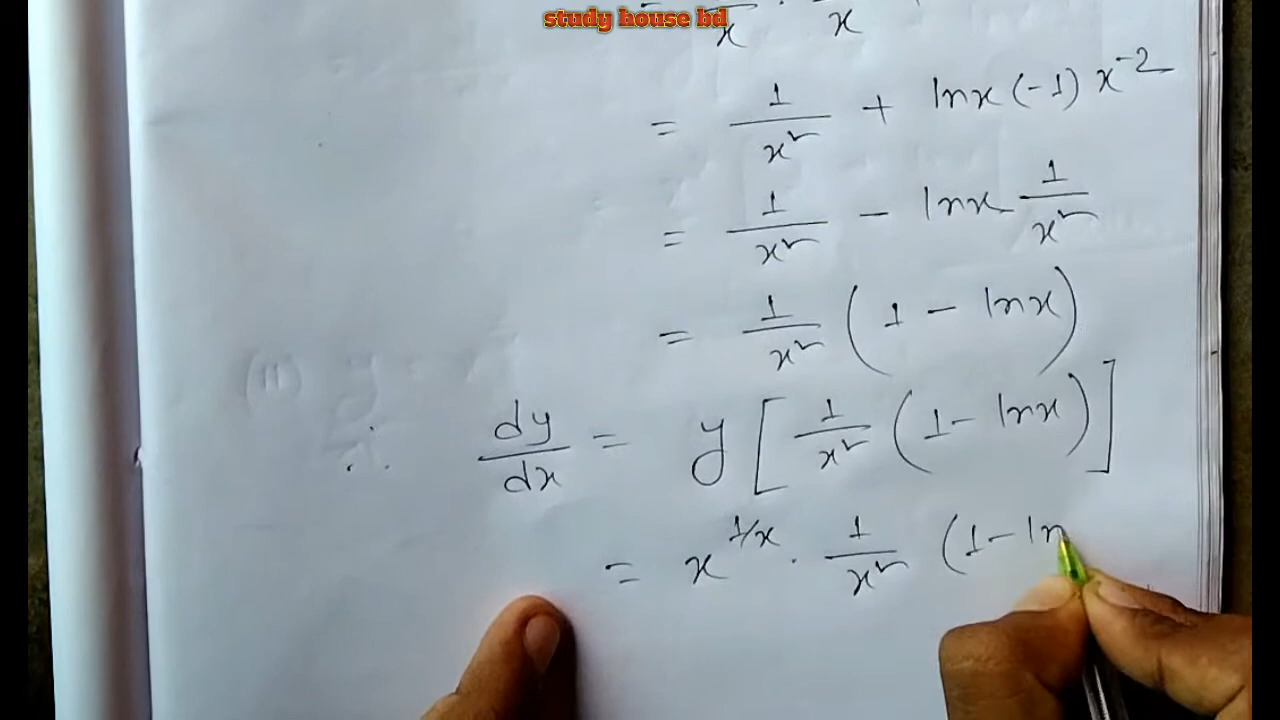 study house bd
= 1/x² + lnx (-1) x⁻²
= 1/x² - lnx 1/x²
= 1/x² (1 - lnx)
∴ dy/dx = y [ 1/x² (1 - lnx) ]
= x^(1/x) . 1/x² (1 - ln